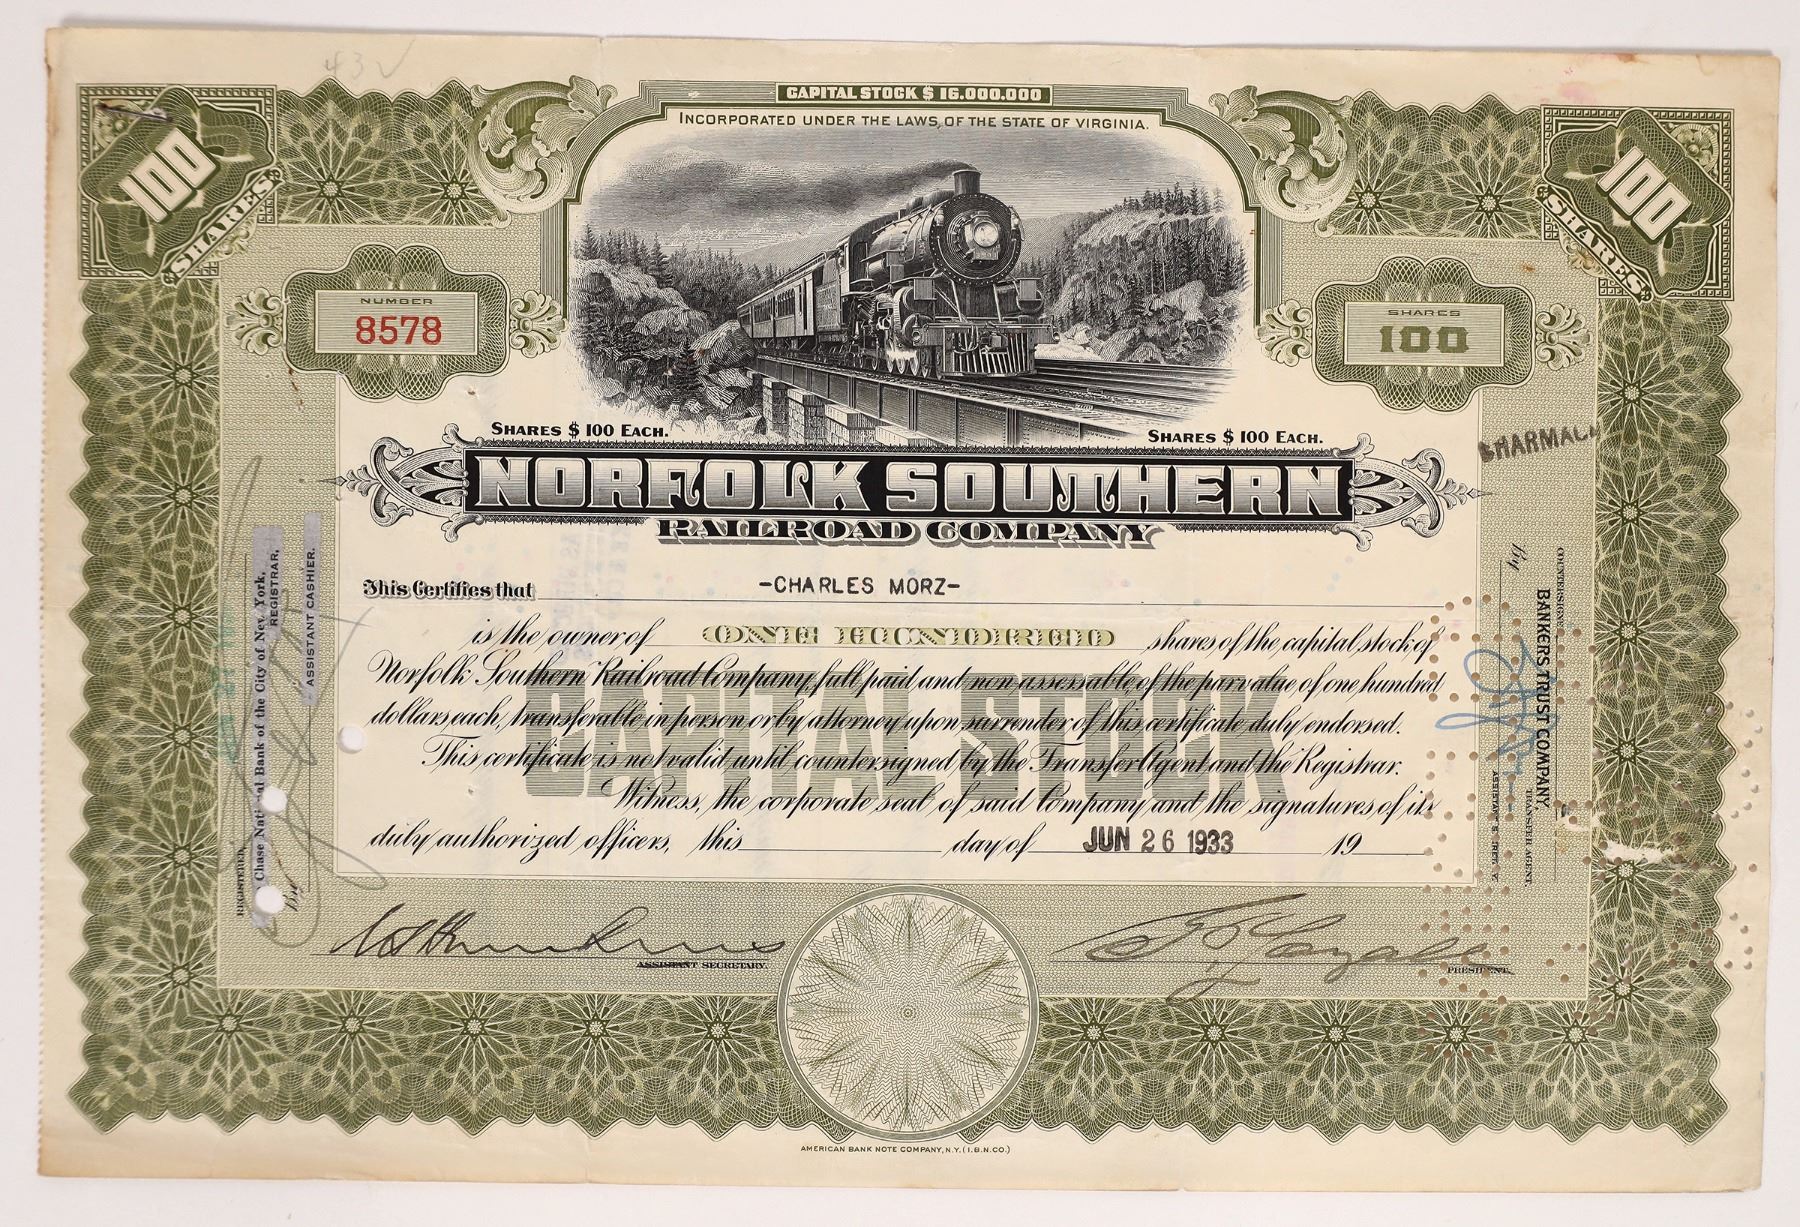 43 ✓
CAPITAL STOCK $ 16.000.000
INCORPORATED UNDER THE LAWS, OF THE STATE OF VIRGINIA.
100
SHARES
100
SHARES
NUMBER
8578
SHARES
100
SHARES $ 100 EACH.
SHARES $ 100 EACH.
NORFOLK SOUTHERN
RAILROAD COMPANY
This Certifies that -CHARLES MORZ-
is the owner of ONE HUNDRED shares of the capital stock of
Norfolk Southern Railroad Company, full paid and non assessable, of the par value of one hundred
dollars each, transferable in person or by attorney upon surrender of this certificate duly endorsed.
This certificate is not valid until countersigned by the Transfer Agent and the Registrar.
Witness, the corporate seal of said Company and the signatures of its
duly authorized officers, this day of JUN 26 1933 19
CAPITAL STOCK
ASSISTANT SECRETARY.
PRESIDENT.
REGISTERED
Chase National Bank of the City of New York,
REGISTRAR,
By
ASSISTANT CASHIER.
COUNTERSIGNED
BANKERS TRUST COMPANY,
TRANSFER AGENT.
By
AMERICAN BANK NOTE COMPANY, N.Y. (I.B.N.CO.)